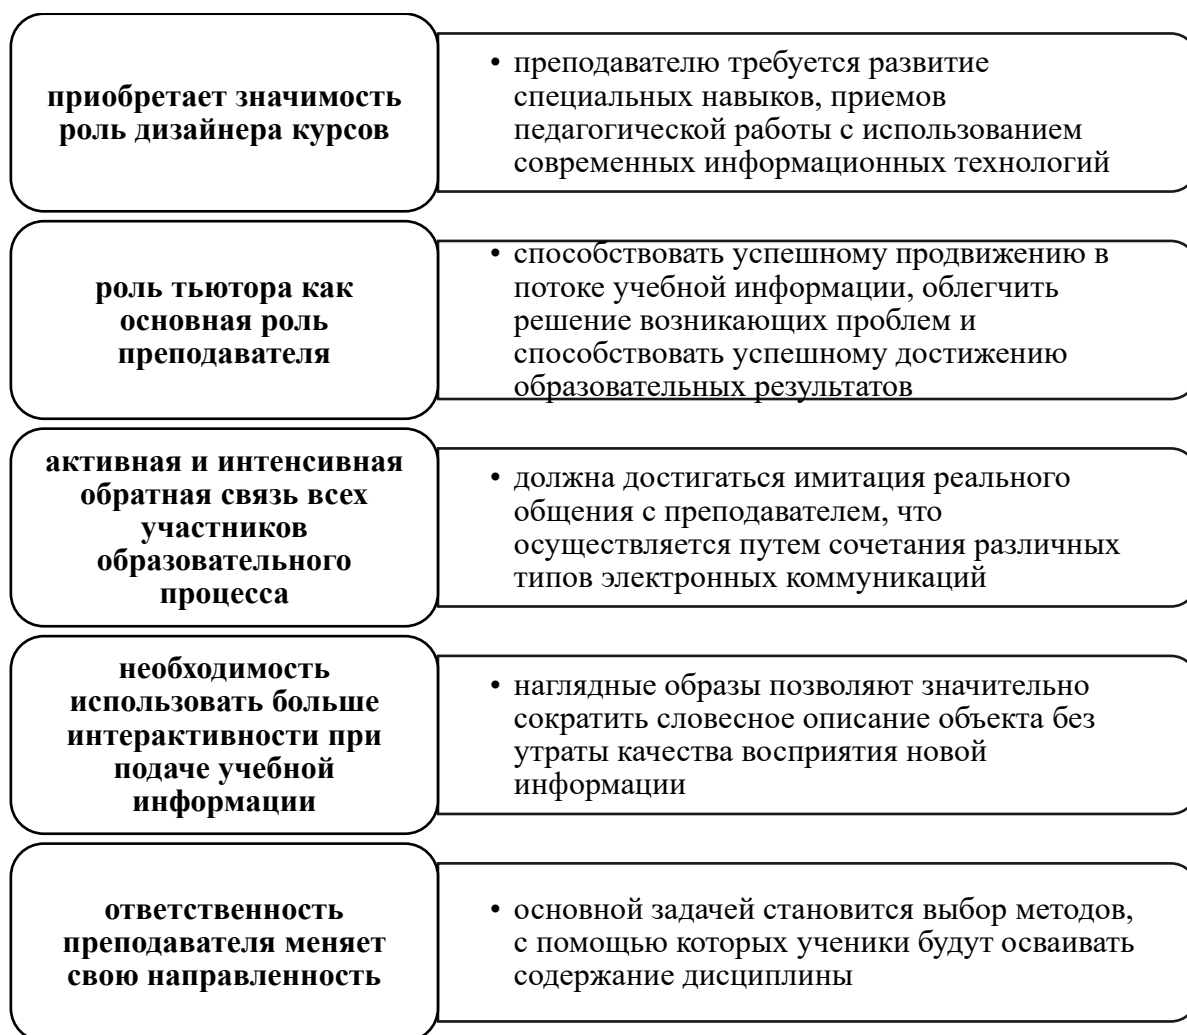 приобретает значимость
роль дизайнера курсов
• преподавателю требуется развитие
специальных навыков, приемов
педагогической работы с использованием
современных информационных технологий
роль тьютора как
основная роль
преподавателя
• способствовать успешному продвижению в
потоке учебной информации, облегчить
решение возникающих проблем и
способствовать успешному достижению
образовательных результатов
активная и интенсивная
обратная связь всех
участников
образовательного
процесса
• должна достигаться имитация реального
общения с преподавателем, что
осуществляется путем сочетания различных
типов электронных коммуникаций
необходимость
использовать больше
интерактивности при
подаче учебной
информации
• наглядные образы позволяют значительно
сократить словесное описание объекта без
утраты качества восприятия новой
информации
ответственность
преподавателя меняет
свою направленность
• основной задачей становится выбор методов,
с помощью которых ученики будут осваивать
содержание дисциплины